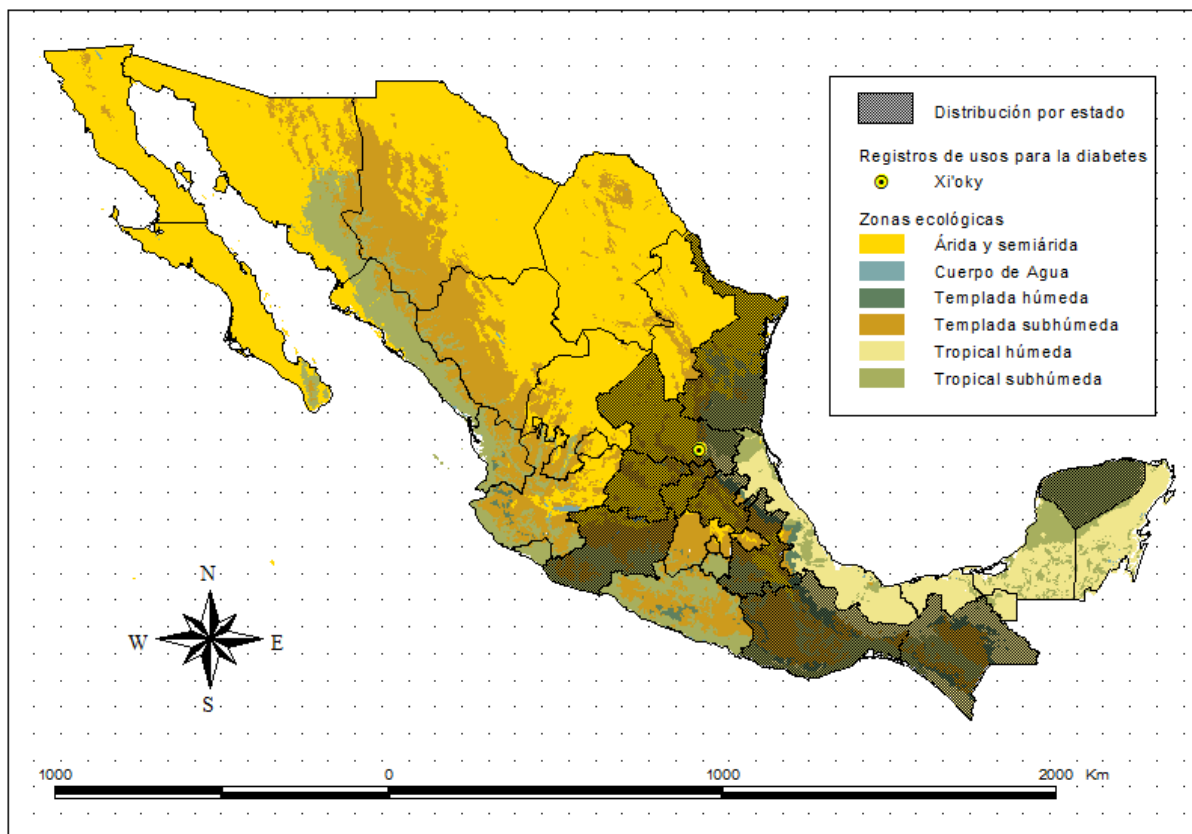 Distribución por estado
Registros de usos para la diabetes
Xi'oky
Zonas ecológicas
Árida y semiárida
Cuerpo de Agua
Templada húmeda
Templada subhúmeda
Tropical húmeda
Tropical subhúmeda
N
W E
S
1000 0 1000 2000 Km